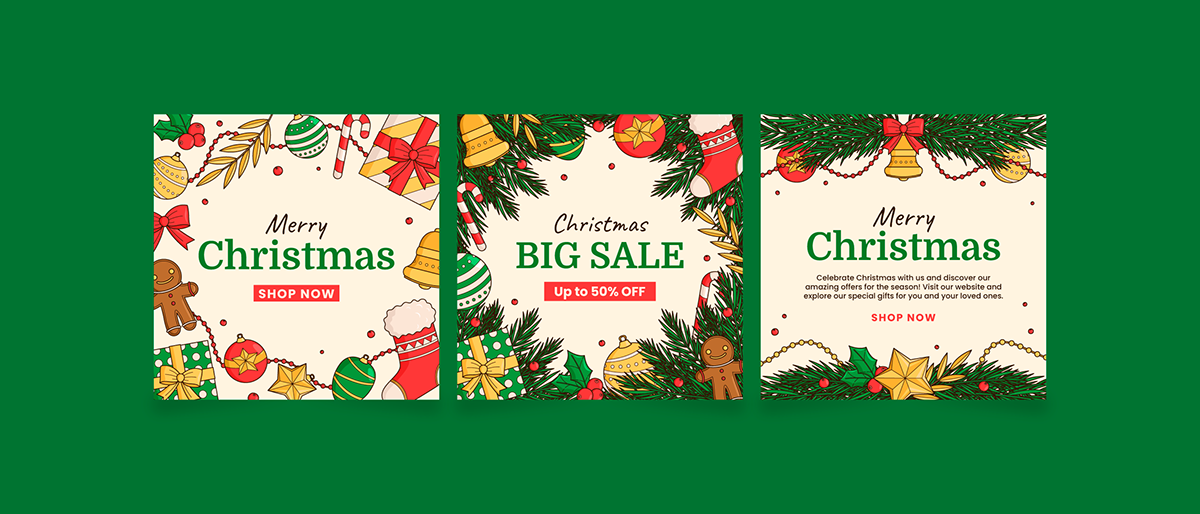 Merry
Christmas
SHOP NOW
Christmas
BIG SALE
Up to 50% OFF
Merry
Christmas
Celebrate Christmas with us and discover our
amazing offers for the season! Visit our website and
explore our special gifts for you and your loved ones.
SHOP NOW